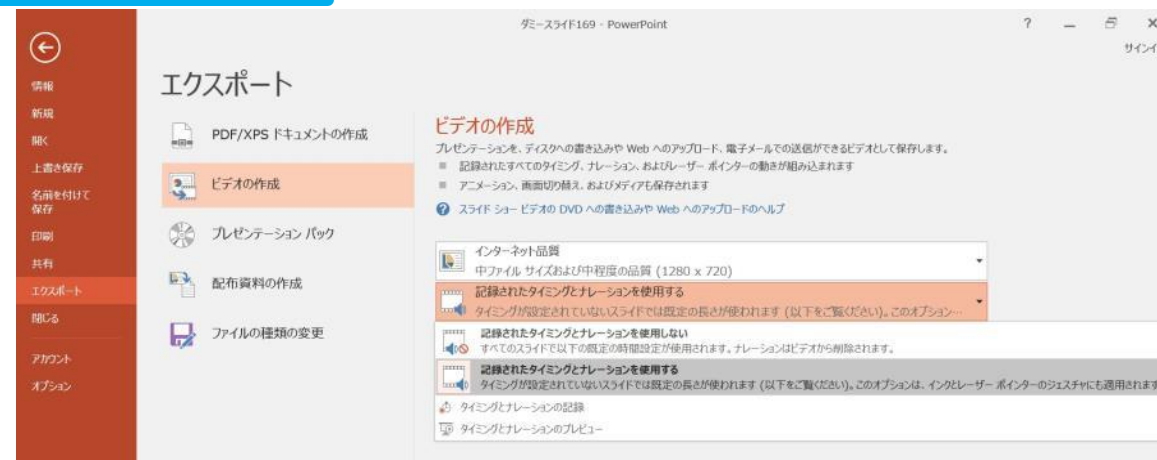 ダミースライド169 - PowerPoint
?
サインイ
情報
新規
開く
上書き保存
名前を付けて
保存
印刷
共有
エクスポート
閉じる
アカウント
オプション
エクスポート
PDF/XPS ドキュメントの作成
ビデオの作成
プレゼンテーション パック
配布資料の作成
ファイルの種類の変更
ビデオの作成
プレゼンテーションを、ディスクへの書き込みや Web へのアップロード、電子メールでの送信ができるビデオとして保存します。
記録されたすべてのタイミング、ナレーション、およびレーザー ポインターの動きが組み込まれます
アニメーション、画面切り替え、およびメディアも保存されます
スライド ショー ビデオの DVD への書き込みや Web へのアップロードのヘルプ
インターネット品質
中ファイル サイズおよび中程度の品質 (1280 x 720)
記録されたタイミングとナレーションを使用する
タイミングが設定されていないスライドでは既定の長さが使われます (以下をご覧ください)。このオプション…
記録されたタイミングとナレーションを使用しない
すべてのスライドで以下の既定の時間設定が使用されます。ナレーションはビデオから削除されます。
記録されたタイミングとナレーションを使用する
タイミングが設定されていないスライドでは既定の長さが使われます (以下をご覧ください)。このオプションは、インクとレーザー ポインターのジェスチャにも適用されます
タイミングとナレーションの記録
タイミングとナレーションのプレビュー